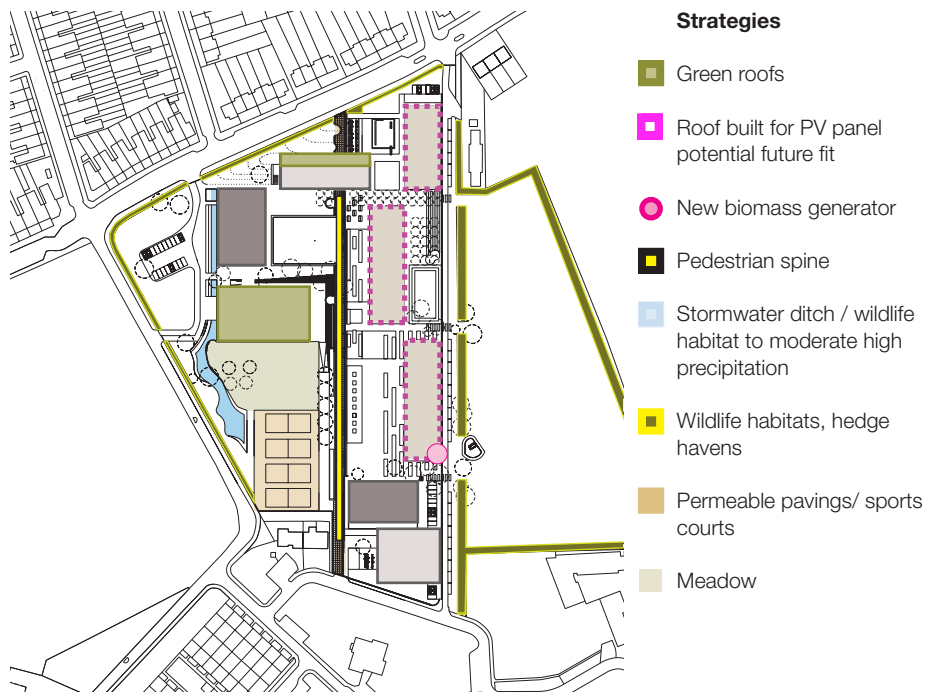 Strategies
Green roofs
Roof built for PV panel
potential future fit
New biomass generator
Pedestrian spine
Stormwater ditch / wildlife
habitat to moderate high
precipitation
Wildlife habitats, hedge
havens
Permeable pavings/ sports
courts
Meadow